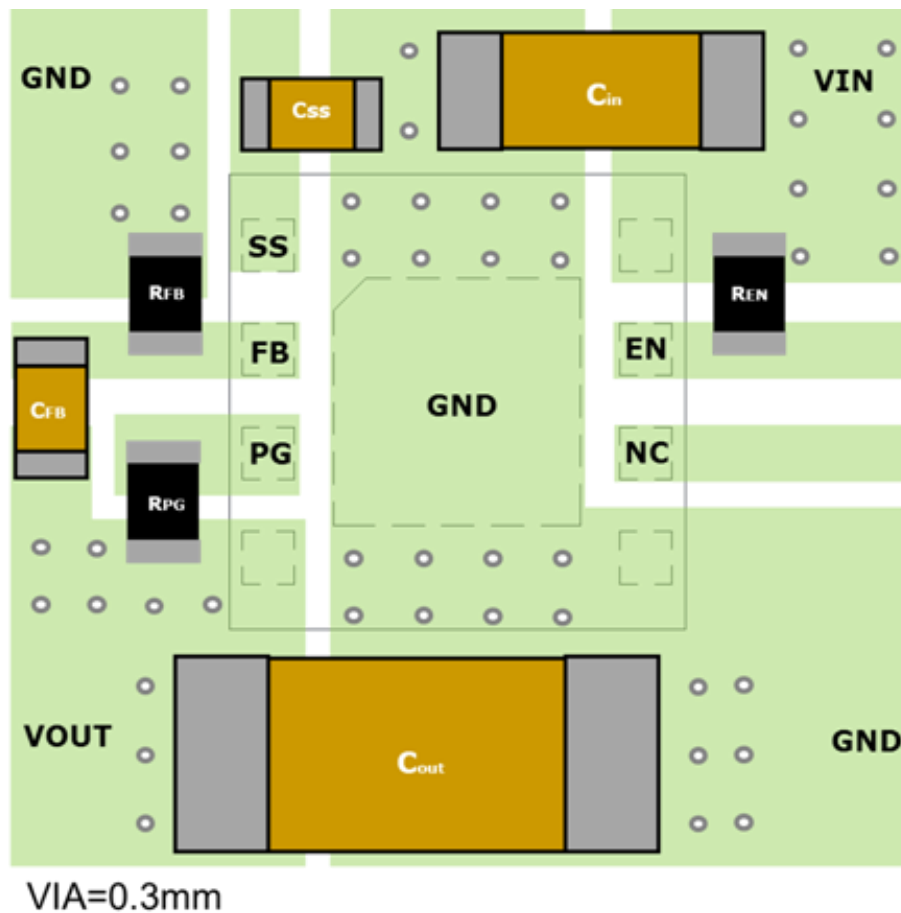 GND
Css
Cin
VIN
SS
RFB
REN
FB
EN
GND
CFB
PG
NC
RPG
VOUT
Cout
GND
VIA=0.3mm